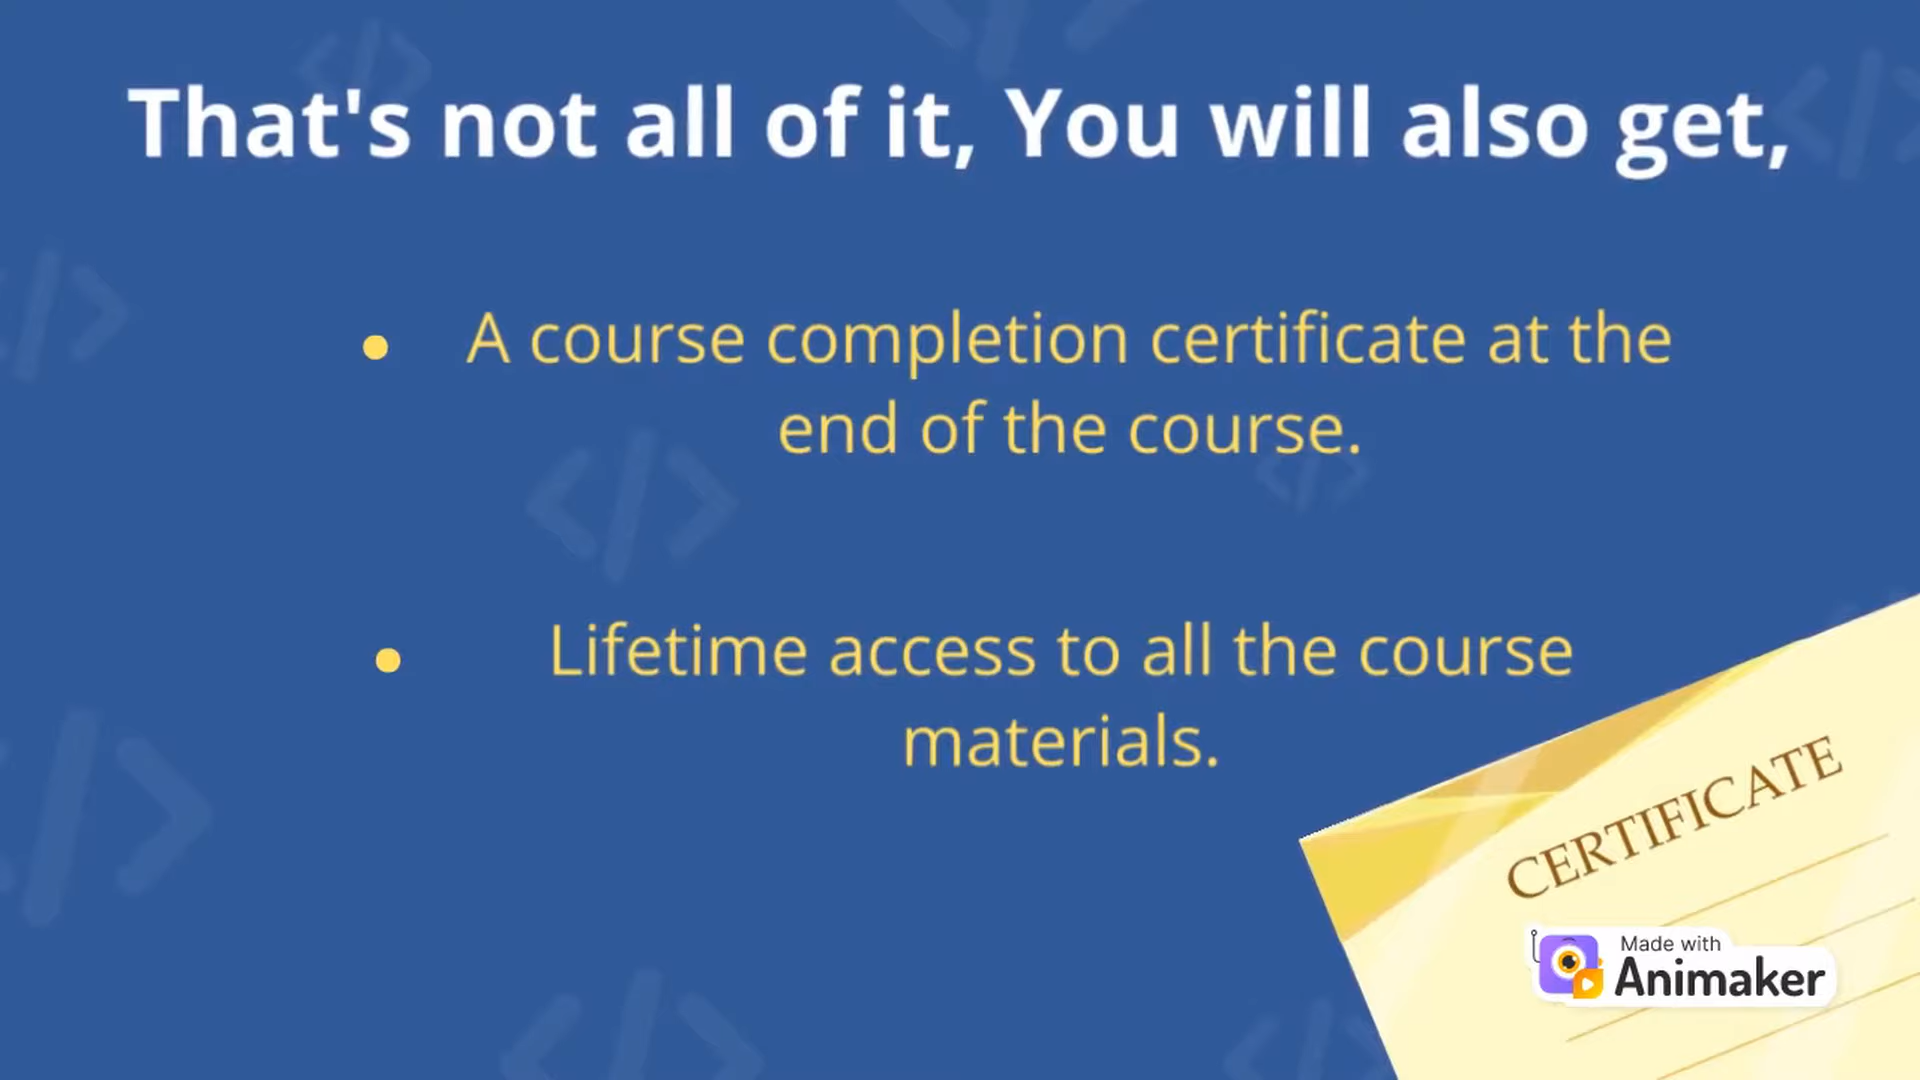 That's not all of it, You will also get,
• A course completion certificate at the
end of the course.
• Lifetime access to all the course
materials.
CERTIFICATE
Made with
Animaker